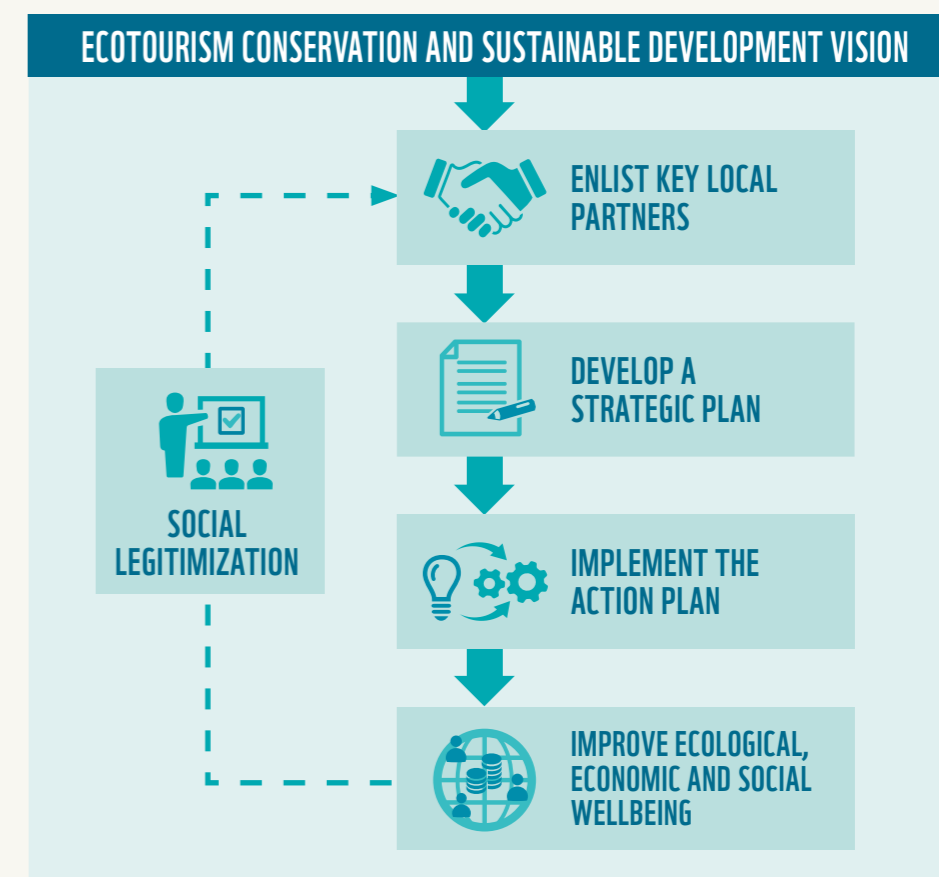 ECOTOURISM CONSERVATION AND SUSTAINABLE DEVELOPMENT VISION
ENLIST KEY LOCAL
PARTNERS
DEVELOP A
STRATEGIC PLAN
SOCIAL
LEGITIMIZATION
IMPLEMENT THE
ACTION PLAN
IMPROVE ECOLOGICAL,
ECONOMIC AND SOCIAL
WELLBEING